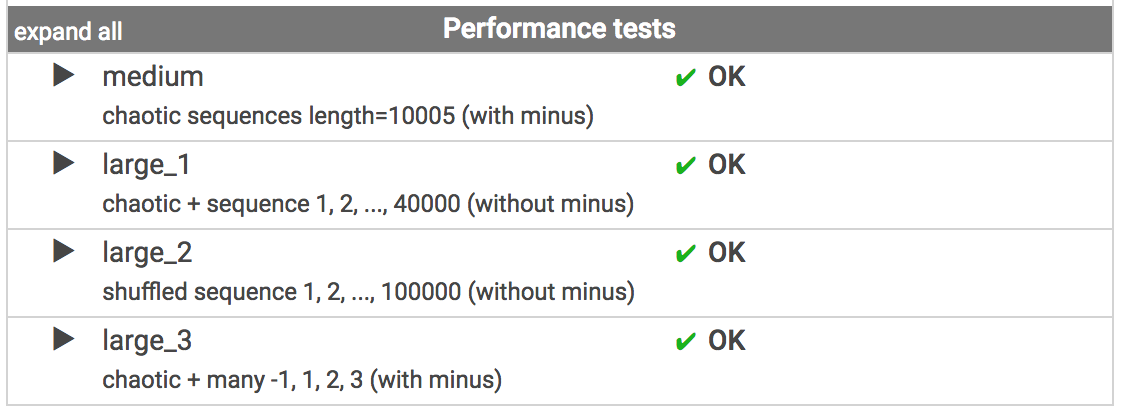 expand all Performance tests
medium ✔ OK
chaotic sequences length=10005 (with minus)
large_1 ✔ OK
chaotic + sequence 1, 2, ..., 40000 (without minus)
large_2 ✔ OK
shuffled sequence 1, 2, ..., 100000 (without minus)
large_3 ✔ OK
chaotic + many -1, 1, 2, 3 (with minus)